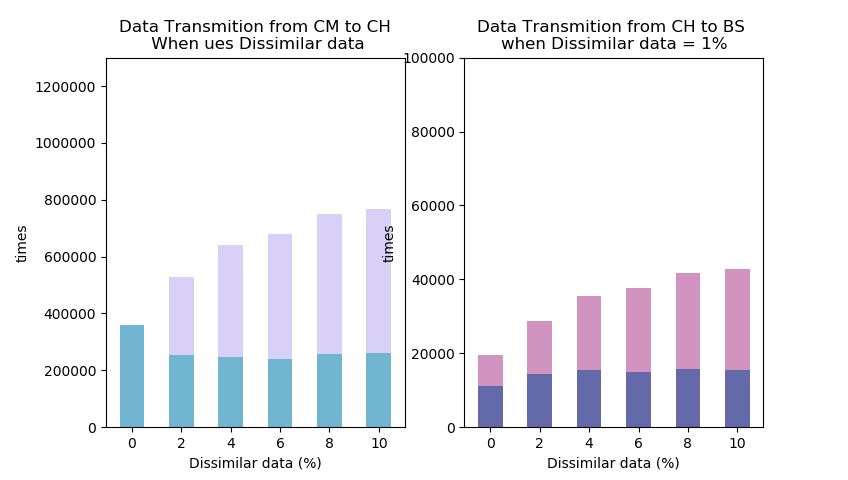 Data Transmition from CM to CH
When ues Dissimilar data
1200000
1000000
800000
600000
400000
200000
0
times
0 2 4 6 8 10
Dissimilar data (%)
Data Transmition from CH to BS
when Dissimilar data = 1%
100000
80000
60000
40000
20000
0
times
0 2 4 6 8 10
Dissimilar data (%)